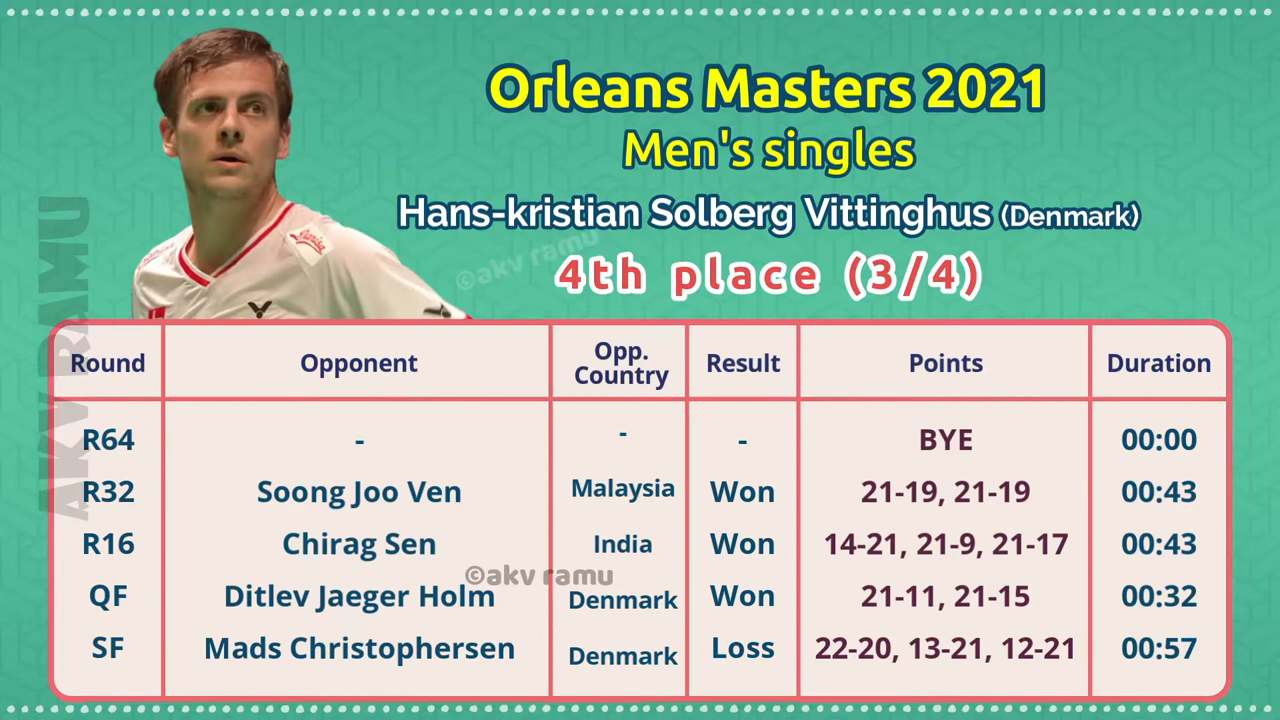 Orleans Masters 2021
Men's singles
Hans-kristian Solberg Vittinghus (Denmark)
©akv ramu
4th place (3/4)
AKV RAMU
Round Opponent Opp. Country Result Points Duration
R64 - - - BYE 00:00
R32 Soong Joo Ven Malaysia Won 21-19, 21-19 00:43
R16 Chirag Sen India Won 14-21, 21-9, 21-17 00:43
©akv ramu
QF Ditlev Jaeger Holm Denmark Won 21-11, 21-15 00:32
SF Mads Christophersen Denmark Loss 22-20, 13-21, 12-21 00:57